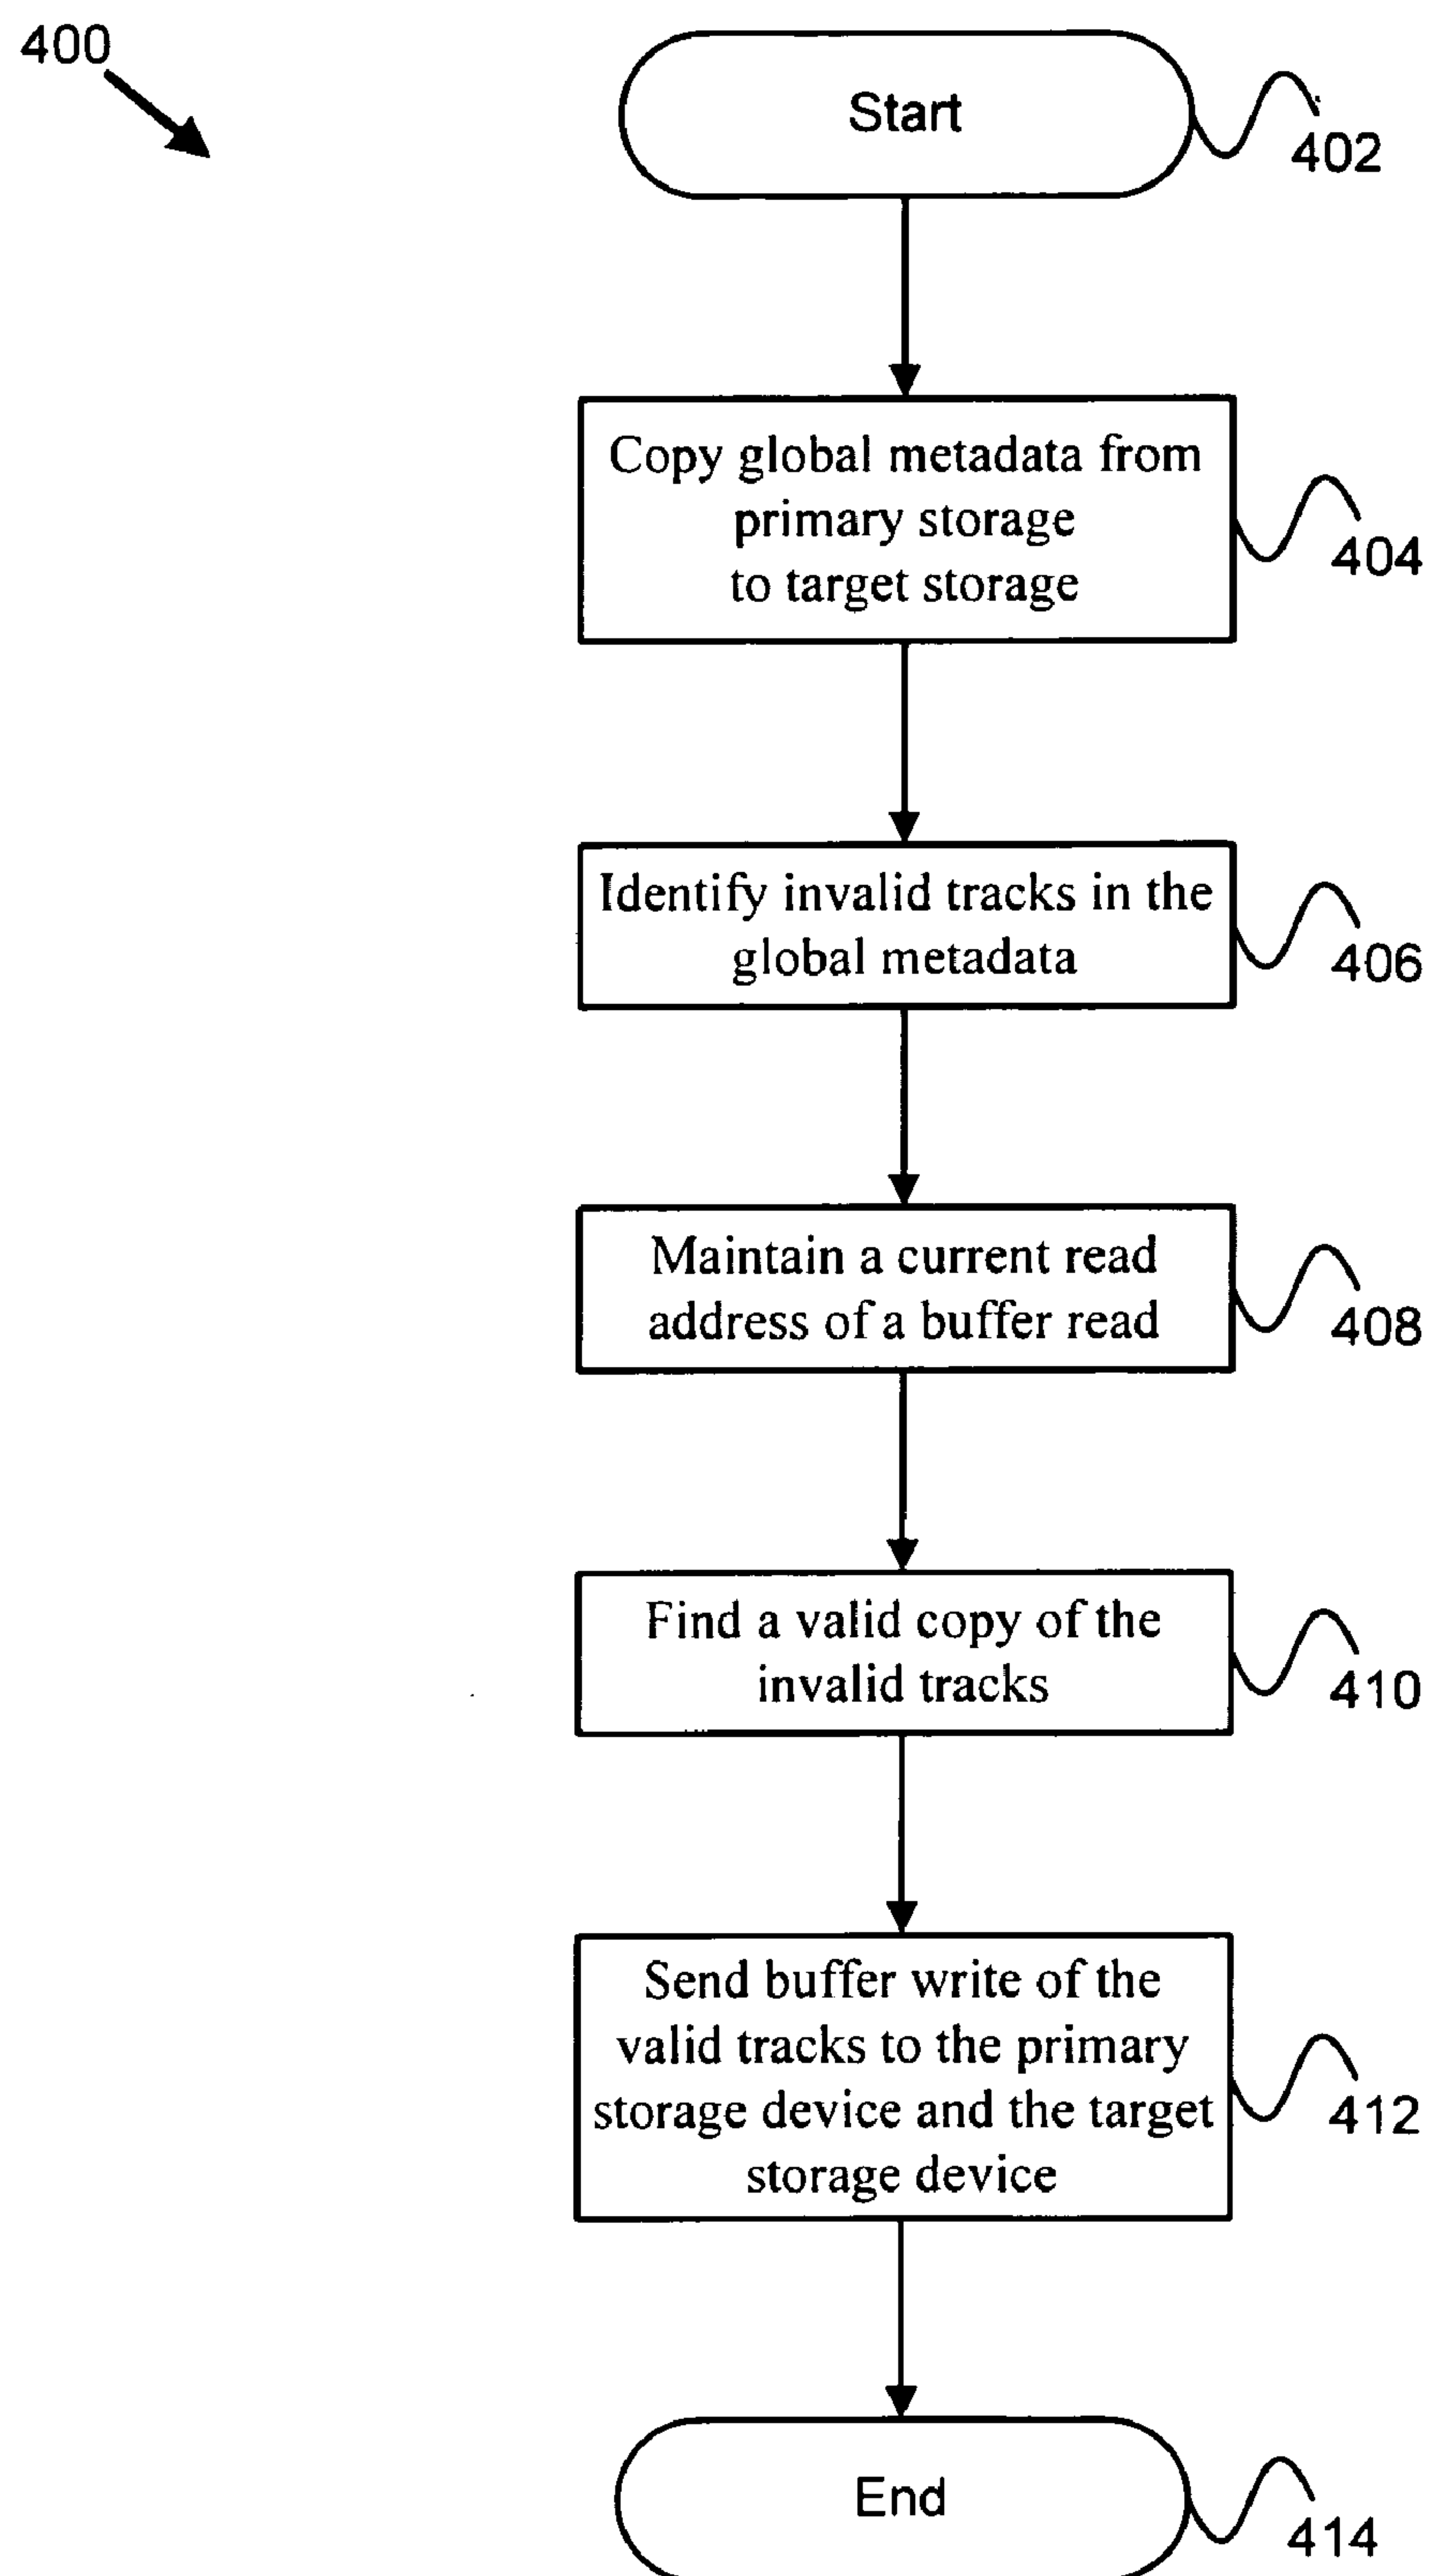 400
Start
402
Copy global metadata from
primary storage
to target storage
404
Identify invalid tracks in the
global metadata
406
Maintain a current read
address of a buffer read
408
Find a valid copy of the
invalid tracks
410
Send buffer write of the
valid tracks to the primary
storage device and the target
storage device
412
End
414